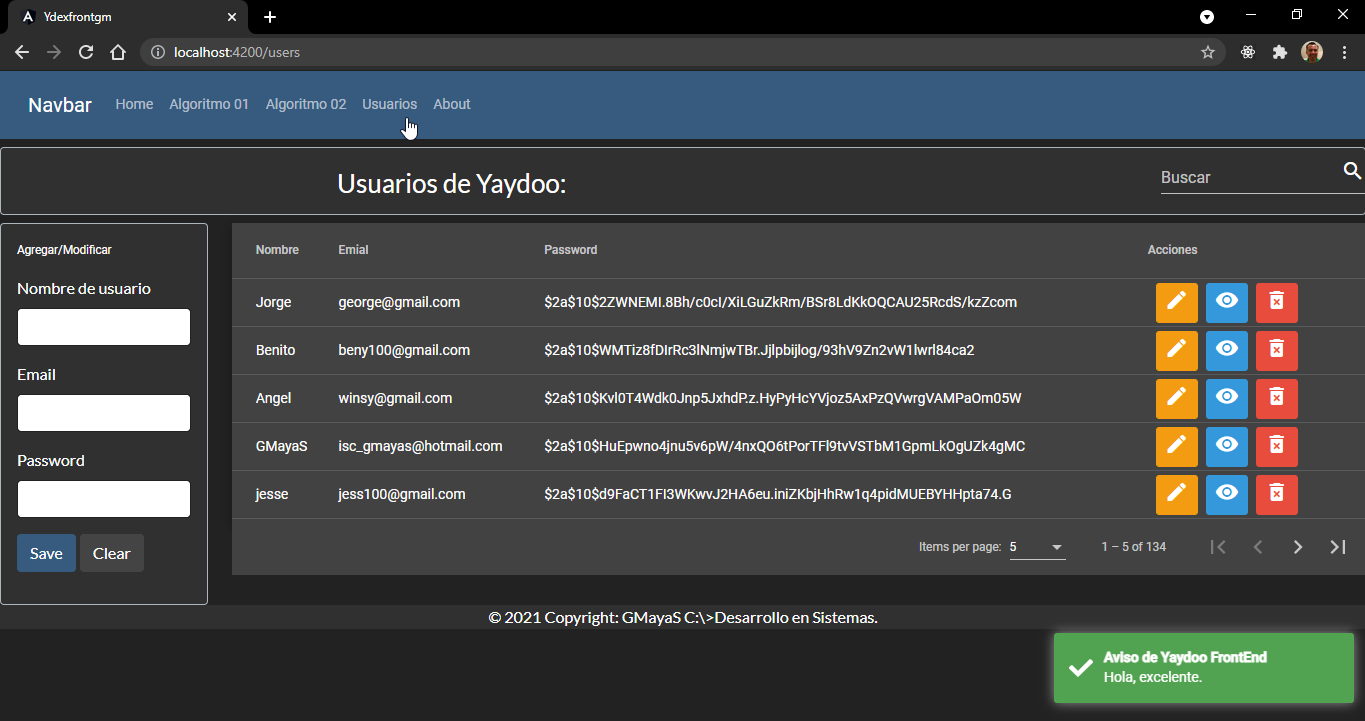 Ydexfrontgm
localhost:4200/users
Navbar Home Algoritmo 01 Algoritmo 02 Usuarios About
Usuarios de Yaydoo:
Buscar
Agregar/Modificar
Nombre de usuario
Email
Password
Save Clear
Nombre Emial Password Acciones
Jorge george@gmail.com $2a$10$2ZWNEMI.8Bh/c0cI/XiLGuZkRm/BSr8LdKkOQCAU25RcdS/kzZcom
Benito beny100@gmail.com $2a$10$WMTiz8fDIrRc3lNmjwTBr.Jjlpbijlog/93hV9Zn2vW1lwrl84ca2
Angel winsy@gmail.com $2a$10$Kvl0T4Wdk0Jnp5JxhdP.z.HyPyHcYVjoz5AxPzQVwrgVAMPaOm05W
GMayaS isc_gmayas@hotmail.com $2a$10$HuEpwno4jnu5v6pW/4nxQO6tPorTFl9tvVSTbM1GpmLkOgUZk4gMC
jesse jess100@gmail.com $2a$10$d9FaCT1FI3WKwvJ2HA6eu.iniZKbjHhRw1q4pidMUEBYHHpta74.G
Items per page: 5 1 – 5 of 134
© 2021 Copyright: GMayaS C:\>Desarrollo en Sistemas.
Aviso de Yaydoo FrontEnd
Hola, excelente.